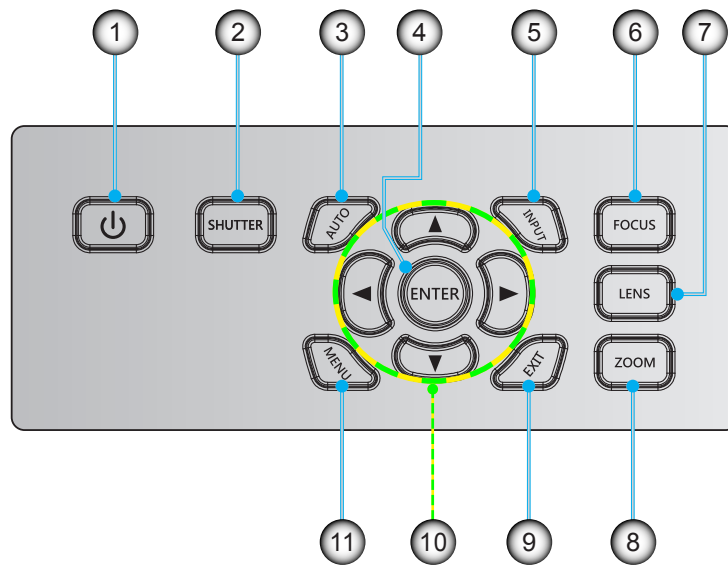 1 2 3 4 5 6 7
SHUTTER AUTO INPUT FOCUS
ENTER LENS
MENU EXIT ZOOM
11 10 9 8